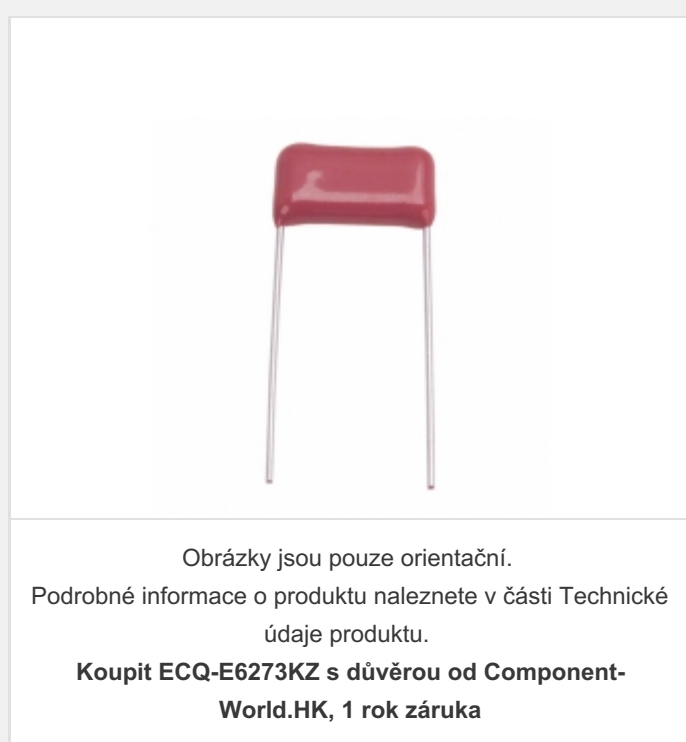 Obrázky jsou pouze orientační.
Podrobné informace o produktu naleznete v části Technické
údaje produktu.
Koupit ECQ-E6273KZ s důvěrou od Component-
World.HK, 1 rok záruka